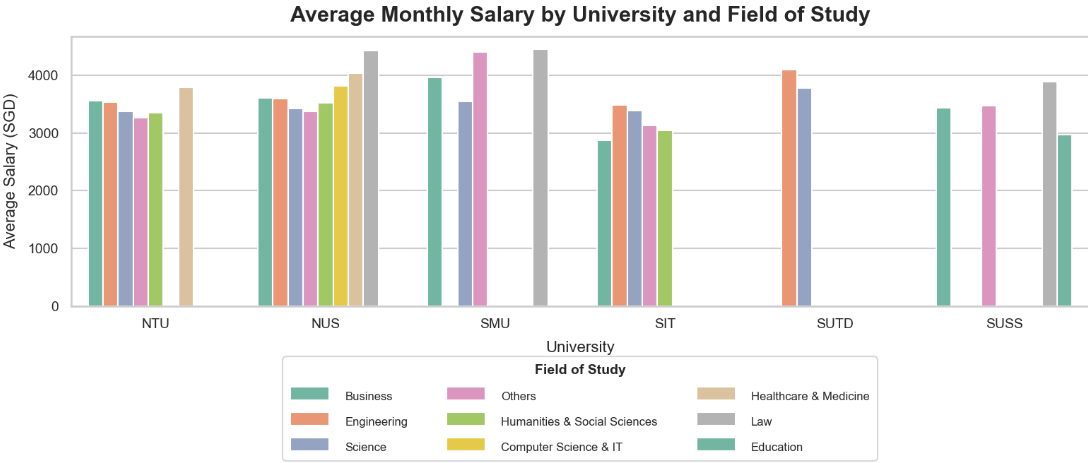 Average Monthly Salary by University and Field of Study
Average Salary (SGD)
4000
3000
2000
1000
0
NTU NUS SMU SIT SUTD SUSS
University
Field of Study
Business Others Healthcare & Medicine
Engineering Humanities & Social Sciences Law
Science Computer Science & IT Education